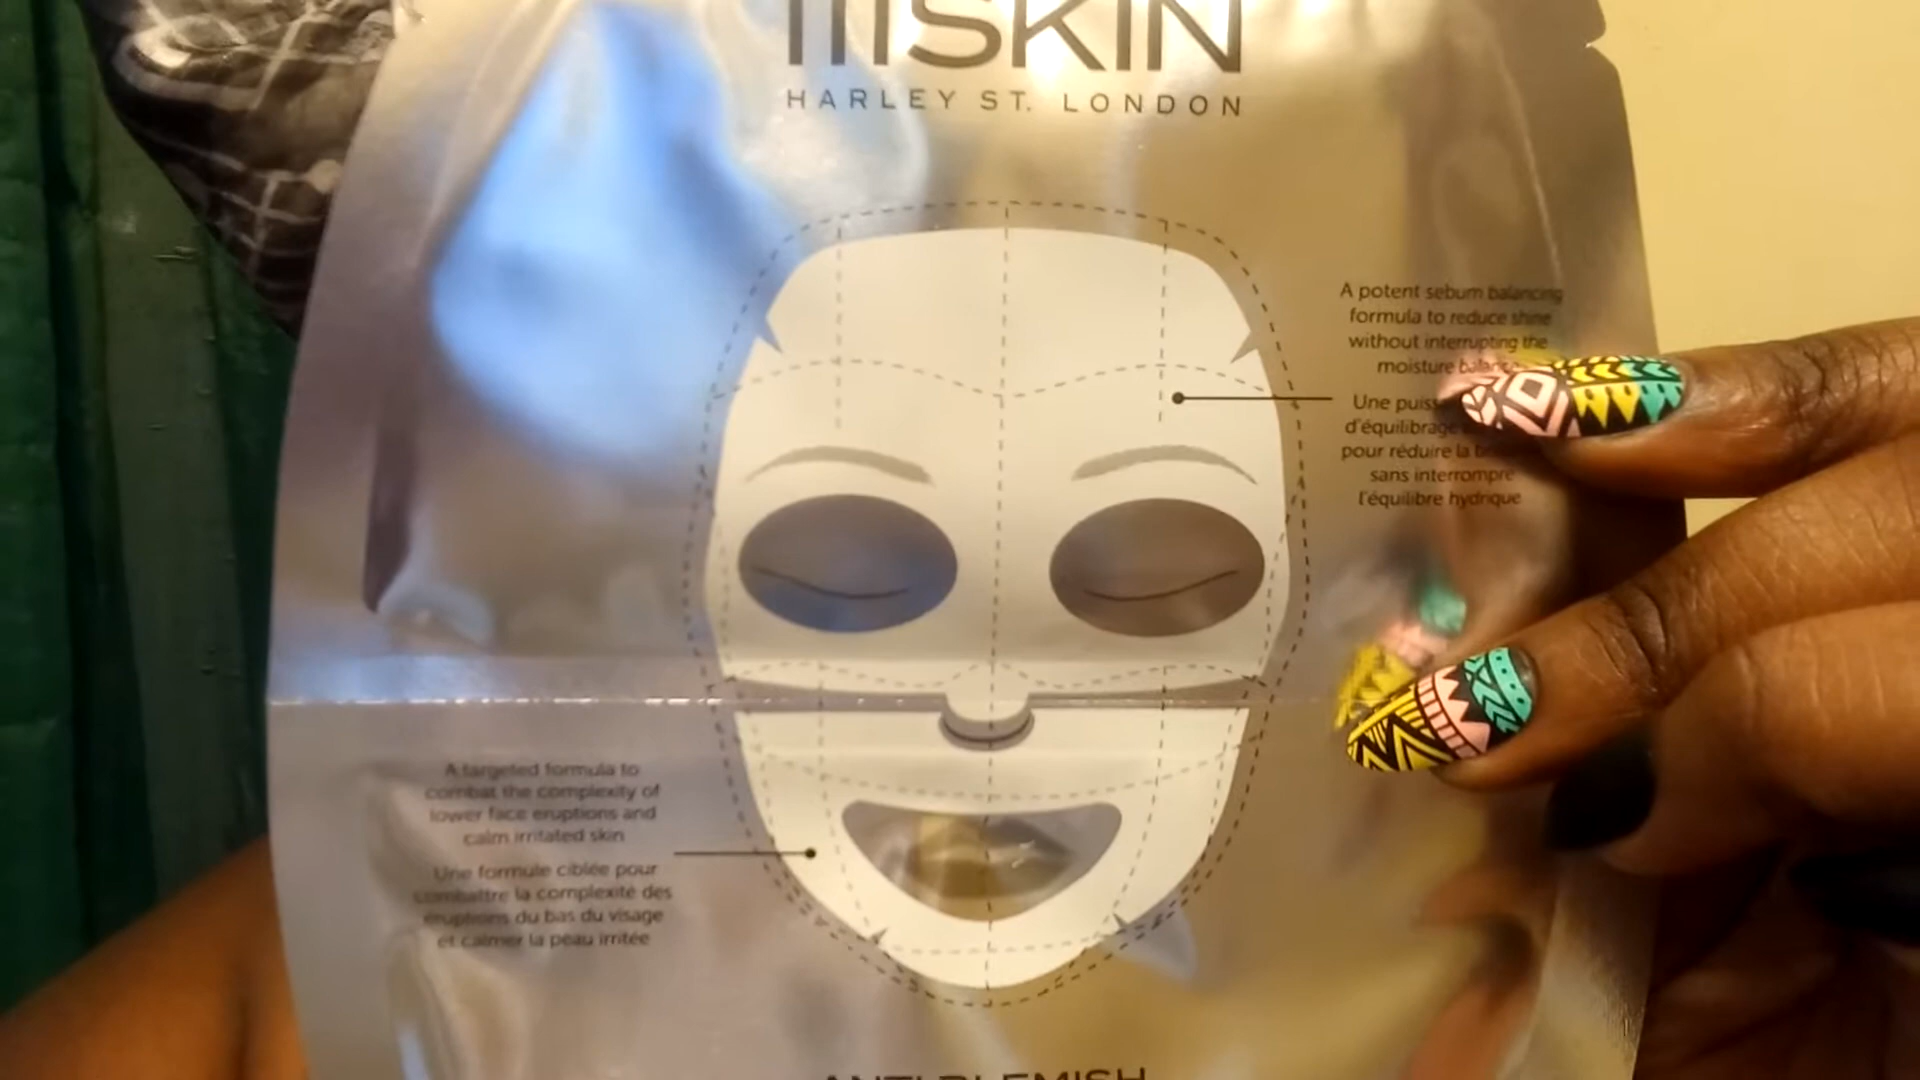 111SKIN
HARLEY ST. LONDON
A potent sebum balancing
formula to reduce shine
without interrupting the
moisture
Une
d'équilibrage
pour réduire la
sans interrompre
l'équilibre hydrique
A targeted formula to
combat the complexity of
lower face eruptions and
calm irritated skin
Une formule ciblée pour
combattre la complexité des
éruptions du bas du visage
et calmer la peau irritée
ANTI BLEMISH